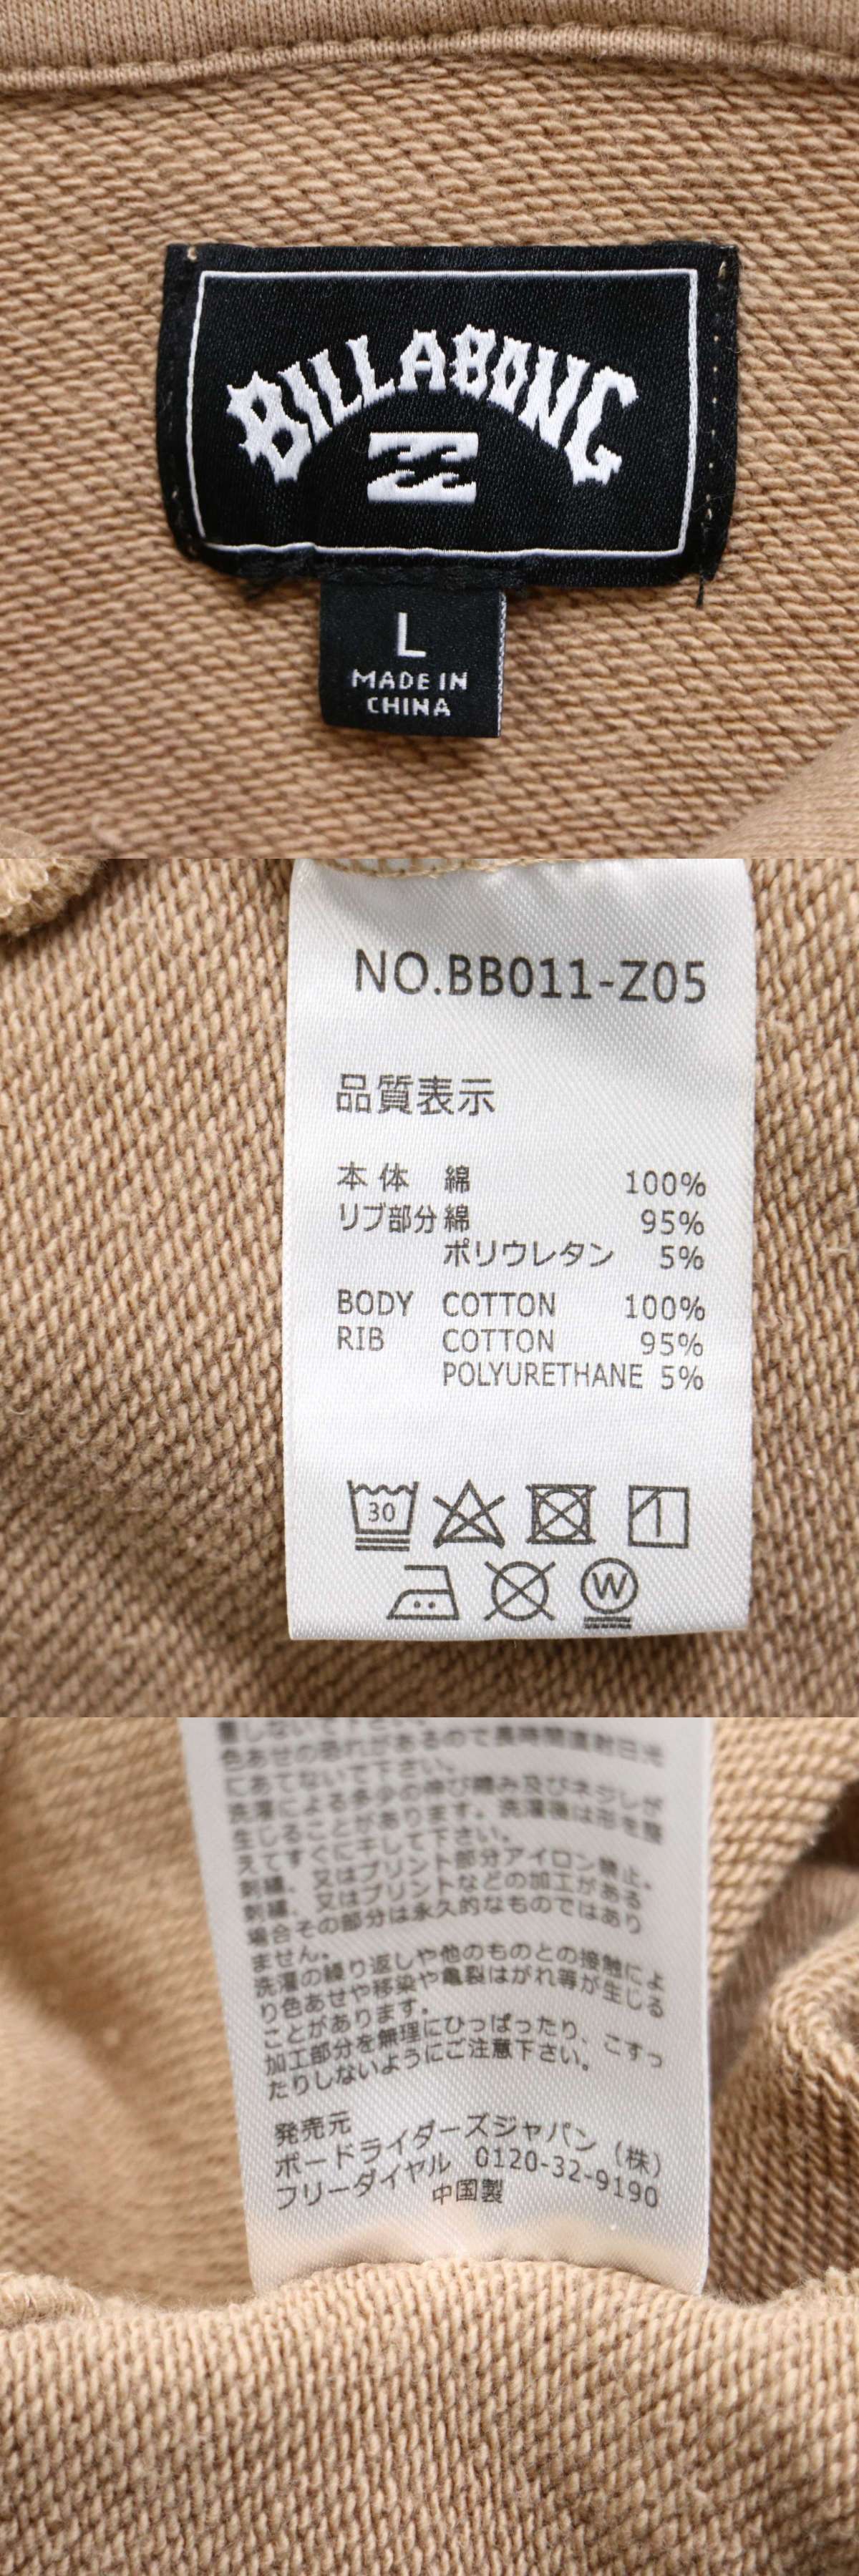 BILLABONG
L
MADE IN
CHINA
NO.BB011-Z05
品質表示
本体 綿 100%
リブ部分 綿 95%
ポリウレタン 5%
BODY COTTON 100%
RIB COTTON 95%
POLYURETHANE 5%
30
W
しないで下さい。
色あせの恐れがあるので長時間直射日光
にあてないで下さい。
洗濯による多少の伸び縮み及びネジレが
生じることがあります。洗濯後は形を整
えてすぐに干して下さい。
刺繍、又はプリント部分アイロン禁止。
刺繍、又はプリントなどの加工がある
場合その部分は永久的なものではあり
ません。
洗濯の繰り返しや他のものとの接触によ
り色あせや移染や亀裂はがれ等が生じる
ことがあります。
加工部分を無理にひっぱったり、こすっ
たりしないようにご注意下さい。
発売元
ボードライダーズジャパン(株)
フリーダイヤル 0120-32-9190
中国製